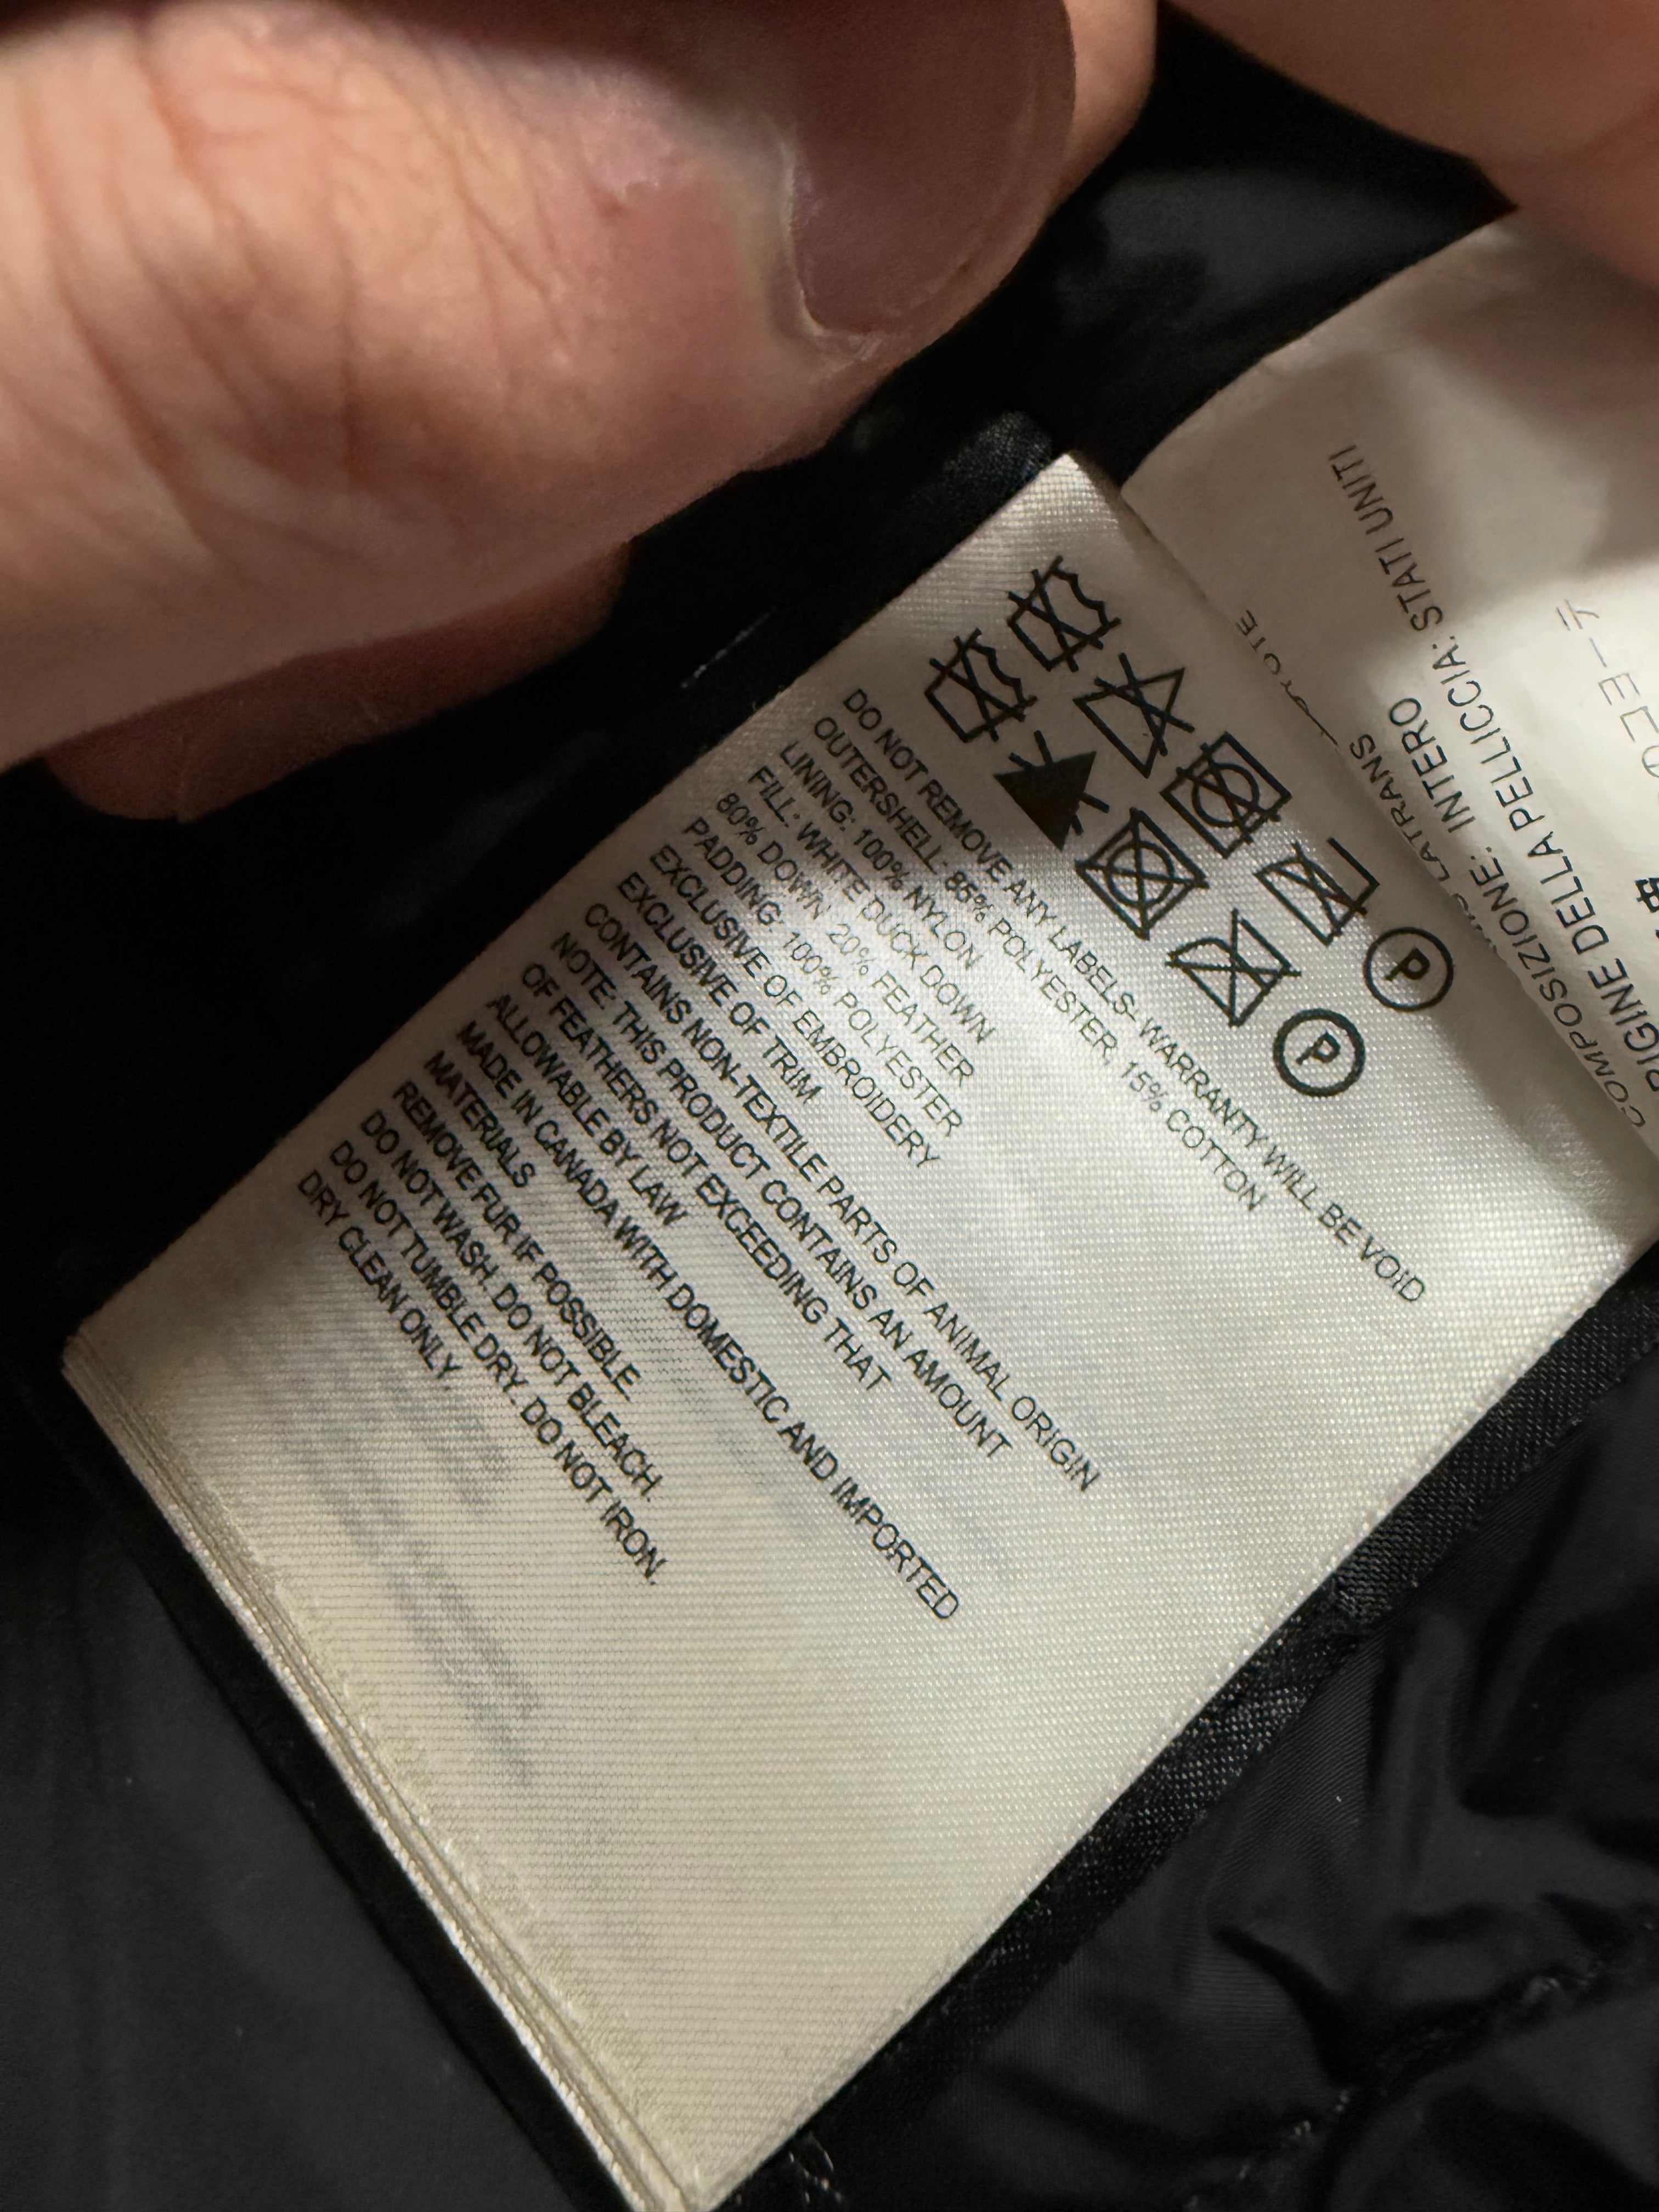 P
P
DO NOT REMOVE ANY LABELS- WARRANTY WILL BE VOID
OUTERSHELL: 85% POLYESTER, 15% COTTON
LINING: 100% NYLON
FILL: WHITE DUCK DOWN
80% DOWN 20% FEATHER
PADDING: 100% POLYESTER
EXCLUSIVE OF EMBROIDERY
EXCLUSIVE OF TRIM
CONTAINS NON-TEXTILE PARTS OF ANIMAL ORIGIN
NOTE: THIS PRODUCT CONTAINS AN AMOUNT
OF FEATHERS NOT EXCEEDING THAT
ALLOWABLE BY LAW
MADE IN CANADA WITH DOMESTIC AND IMPORTED
MATERIALS
REMOVE FUR IF POSSIBLE.
DO NOT WASH. DO NOT BLEACH.
DO NOT TUMBLE DRY. DO NOT IRON.
DRY CLEAN ONLY.
LATRANS
COMPOSIZIONE: INTERO
DELLA PELLICCIA: STATI UNITI